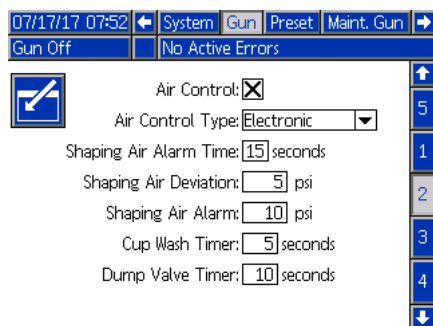 07/17/17 07:52 System Gun Preset Maint. Gun
Gun Off No Active Errors
Air Control:
5
Air Control Type: Electronic
Shaping Air Alarm Time: 15 seconds
1
Shaping Air Deviation: 5 psi
2
Shaping Air Alarm: 10 psi
Cup Wash Timer: 5 seconds
3
Dump Valve Timer: 10 seconds
4